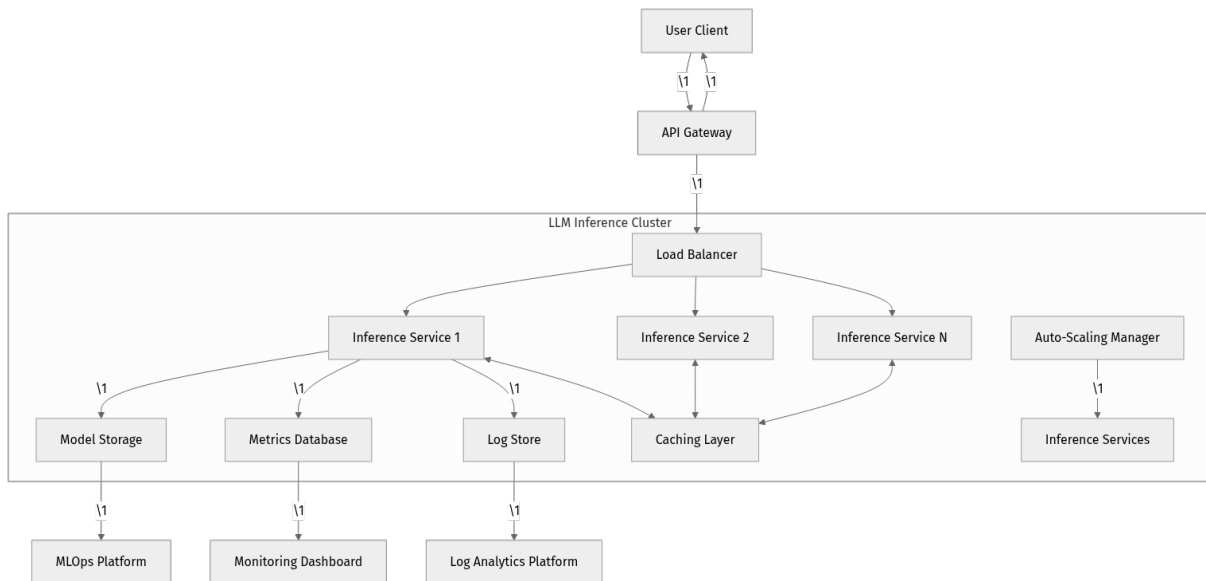 User Client
\1
\1
API Gateway
\1
LLM Inference Cluster
Load Balancer
Inference Service 1
Inference Service 2
Inference Service N
Auto-Scaling Manager
\1
\1
\1
\1
Model Storage
Metrics Database
Log Store
Caching Layer
Inference Services
\1
\1
\1
MLOps Platform
Monitoring Dashboard
Log Analytics Platform